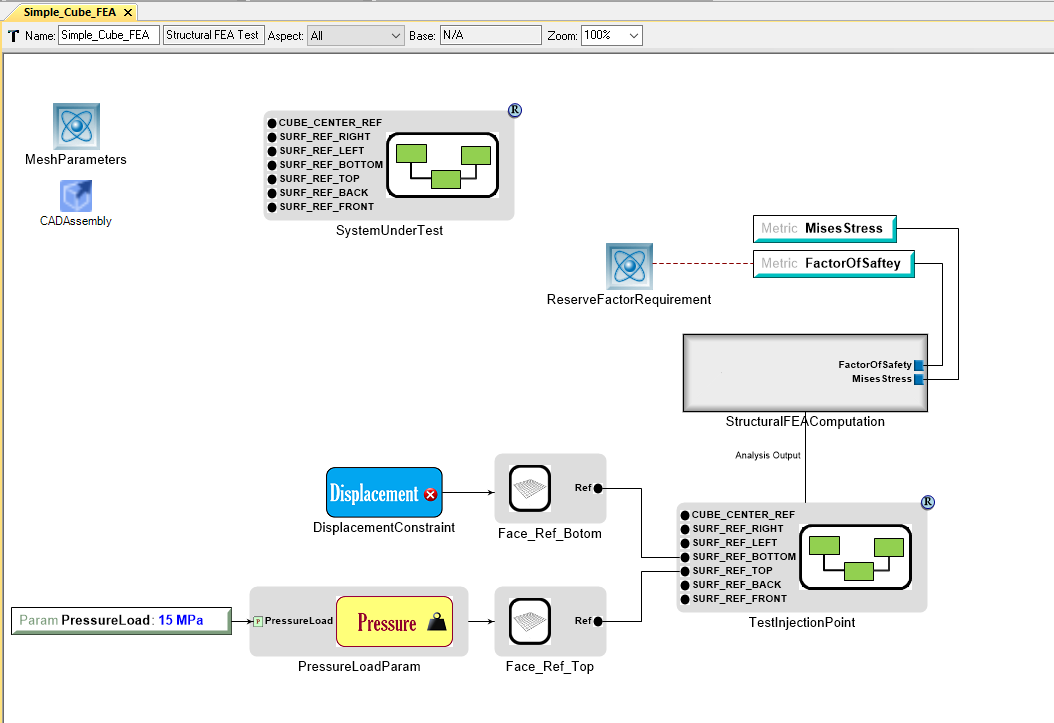 Simple_Cube_FEA ×
T Name: Simple_Cube_FEA Structural FEA Test Aspect: All Base: N/A Zoom: 100%
MeshParameters
CADAssembly
R
CUBE_CENTER_REF
SURF_REF_RIGHT
SURF_REF_LEFT
SURF_REF_BOTTOM
SURF_REF_TOP
SURF_REF_BACK
SURF_REF_FRONT
SystemUnderTest
Metric MisesStress
Metric FactorOfSaftey
ReserveFactorRequirement
FactorOfSafety
MisesStress
StructuralFEAComputation
Analysis Output
Displacement
DisplacementConstraint
Ref
Face_Ref_Botom
R
CUBE_CENTER_REF
SURF_REF_RIGHT
SURF_REF_LEFT
SURF_REF_BOTTOM
SURF_REF_TOP
SURF_REF_BACK
SURF_REF_FRONT
TestInjectionPoint
Param PressureLoad: 15 MPa
P PressureLoad
Pressure
PressureLoadParam
Ref
Face_Ref_Top